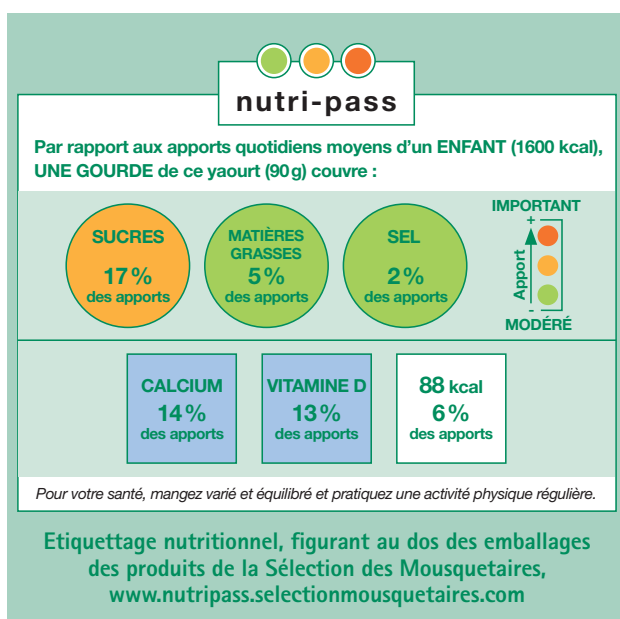 nutri-pass
Par rapport aux apports quotidiens moyens d'un ENFANT (1600 kcal),
UNE GOURDE de ce yaourt (90 g) couvre :
SUCRES
17 %
des apports
MATIÈRES
GRASSES
5 %
des apports
SEL
2 %
des apports
IMPORTANT
+
Apport
-
MODÉRÉ
CALCIUM
14 %
des apports
VITAMINE D
13 %
des apports
88 kcal
6 %
des apports
Pour votre santé, mangez varié et équilibré et pratiquez une activité physique régulière.
Etiquettage nutritionnel, figurant au dos des emballages
des produits de la Sélection des Mousquetaires,
www.nutripass.selectionmousquetaires.com